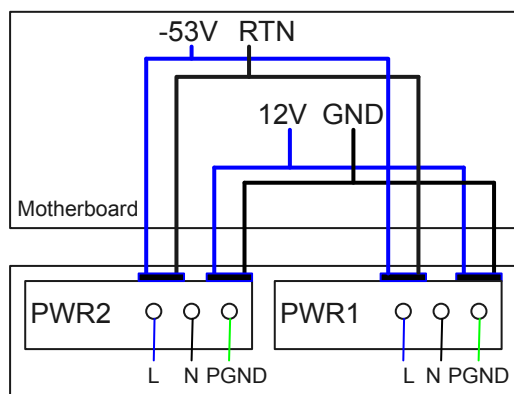 -53V RTN
12V GND
Motherboard
PWR2 PWR1
L N PGND L N PGND